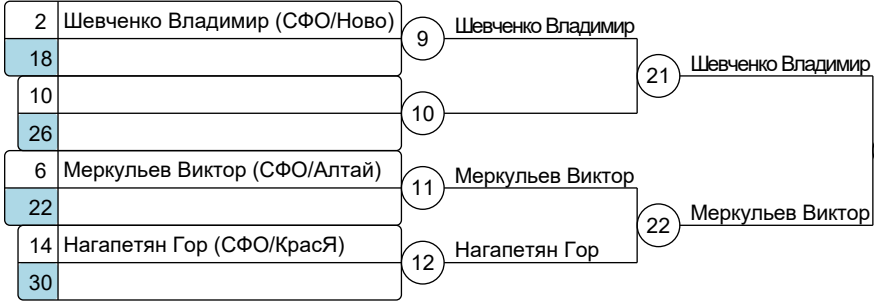 2 Шевченко Владимир (СФО/Ново)
18
9
Шевченко Владимир
10
26
10
21
Шевченко Владимир
6 Меркульев Виктор (СФО/Алтай)
22
11
Меркульев Виктор
14 Нагапетян Гор (СФО/КрасЯ)
30
12
Нагапетян Гор
22
Меркульев Виктор